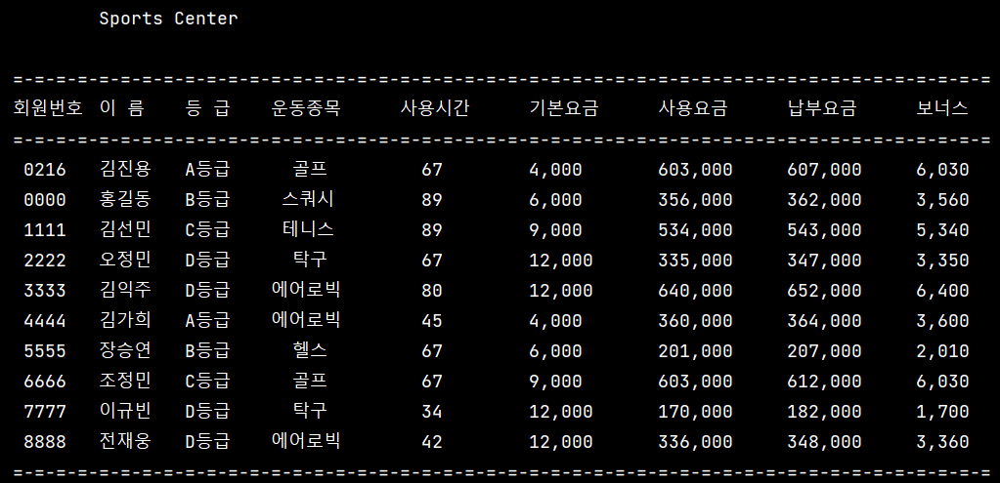 Sports Center
=-=-=-=-=-=-=-=-=-=-=-=-=-=-=-=-=-=-=-=-=-=-=-=-=-=-=-=-=-=-=-=-=-=-=-=-=-=-=-=-=-=-=-=-=-=
회원번호 이 름 등 급 운동종목 사용시간 기본요금 사용요금 납부요금 보너스
=-=-=-=-=-=-=-=-=-=-=-=-=-=-=-=-=-=-=-=-=-=-=-=-=-=-=-=-=-=-=-=-=-=-=-=-=-=-=-=-=-=-=-=-=-=
0216 김진용 A등급 골프 67 4,000 603,000 607,000 6,030
0000 홍길동 B등급 스쿼시 89 6,000 356,000 362,000 3,560
1111 김선민 C등급 테니스 89 9,000 534,000 543,000 5,340
2222 오정민 D등급 탁구 67 12,000 335,000 347,000 3,350
3333 김익주 D등급 에어로빅 80 12,000 640,000 652,000 6,400
4444 김가희 A등급 에어로빅 45 4,000 360,000 364,000 3,600
5555 장승연 B등급 헬스 67 6,000 201,000 207,000 2,010
6666 조정민 C등급 골프 67 9,000 603,000 612,000 6,030
7777 이규빈 D등급 탁구 34 12,000 170,000 182,000 1,700
8888 전재웅 D등급 에어로빅 42 12,000 336,000 348,000 3,360
=-=-=-=-=-=-=-=-=-=-=-=-=-=-=-=-=-=-=-=-=-=-=-=-=-=-=-=-=-=-=-=-=-=-=-=-=-=-=-=-=-=-=-=-=-=